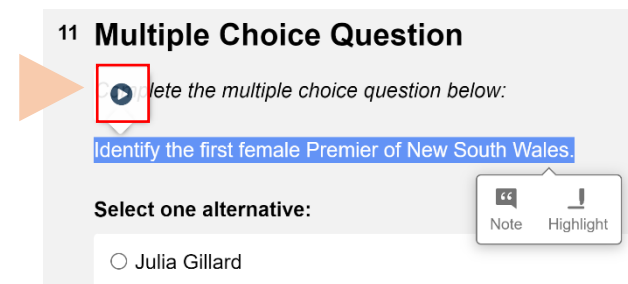 11 Multiple Choice Question
lete the multiple choice question below:
Identify the first female Premier of New South Wales.
Note Highlight
Select one alternative:
Julia Gillard